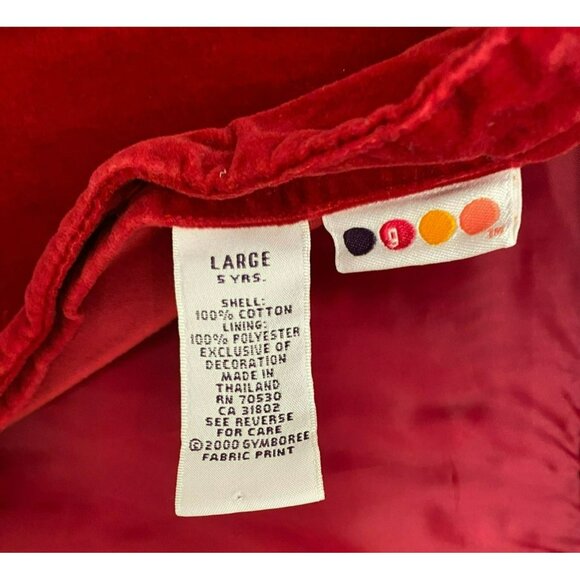 LARGE
5 YRS.
SHELL:
100% COTTON
LINING:
100% POLYESTER
EXCLUSIVE OF
DECORATION
MADE IN
THAILAND
RN 70530
CA 31802
SEE REVERSE
FOR CARE
©2000 GYMBOREE
FABRIC PRINT
g